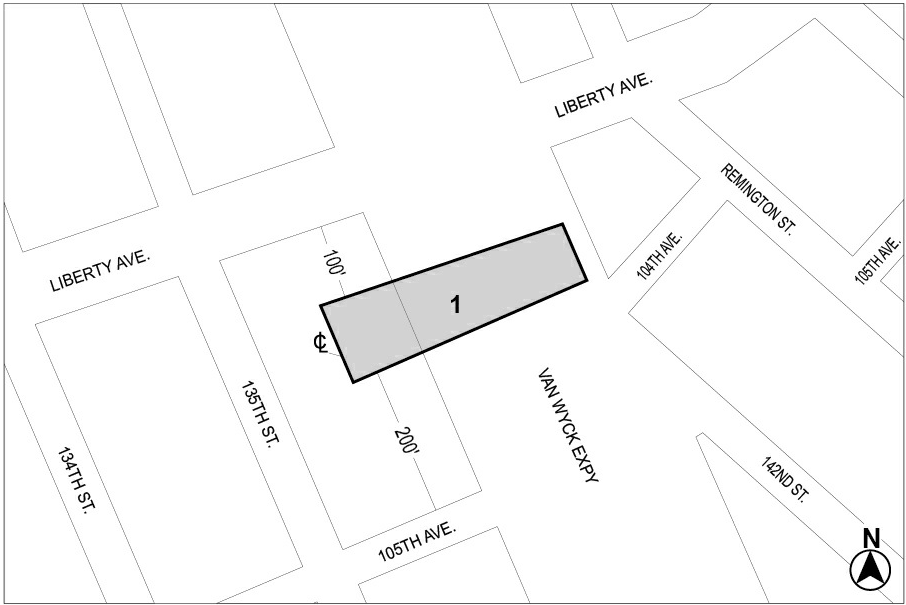 LIBERTY AVE.
REMINGTON ST.
104TH AVE.
105TH AVE.
LIBERTY AVE.
100'
1
℄
135TH ST.
VAN WYCK EXPY
200'
134TH ST.
142ND ST.
105TH AVE.
N